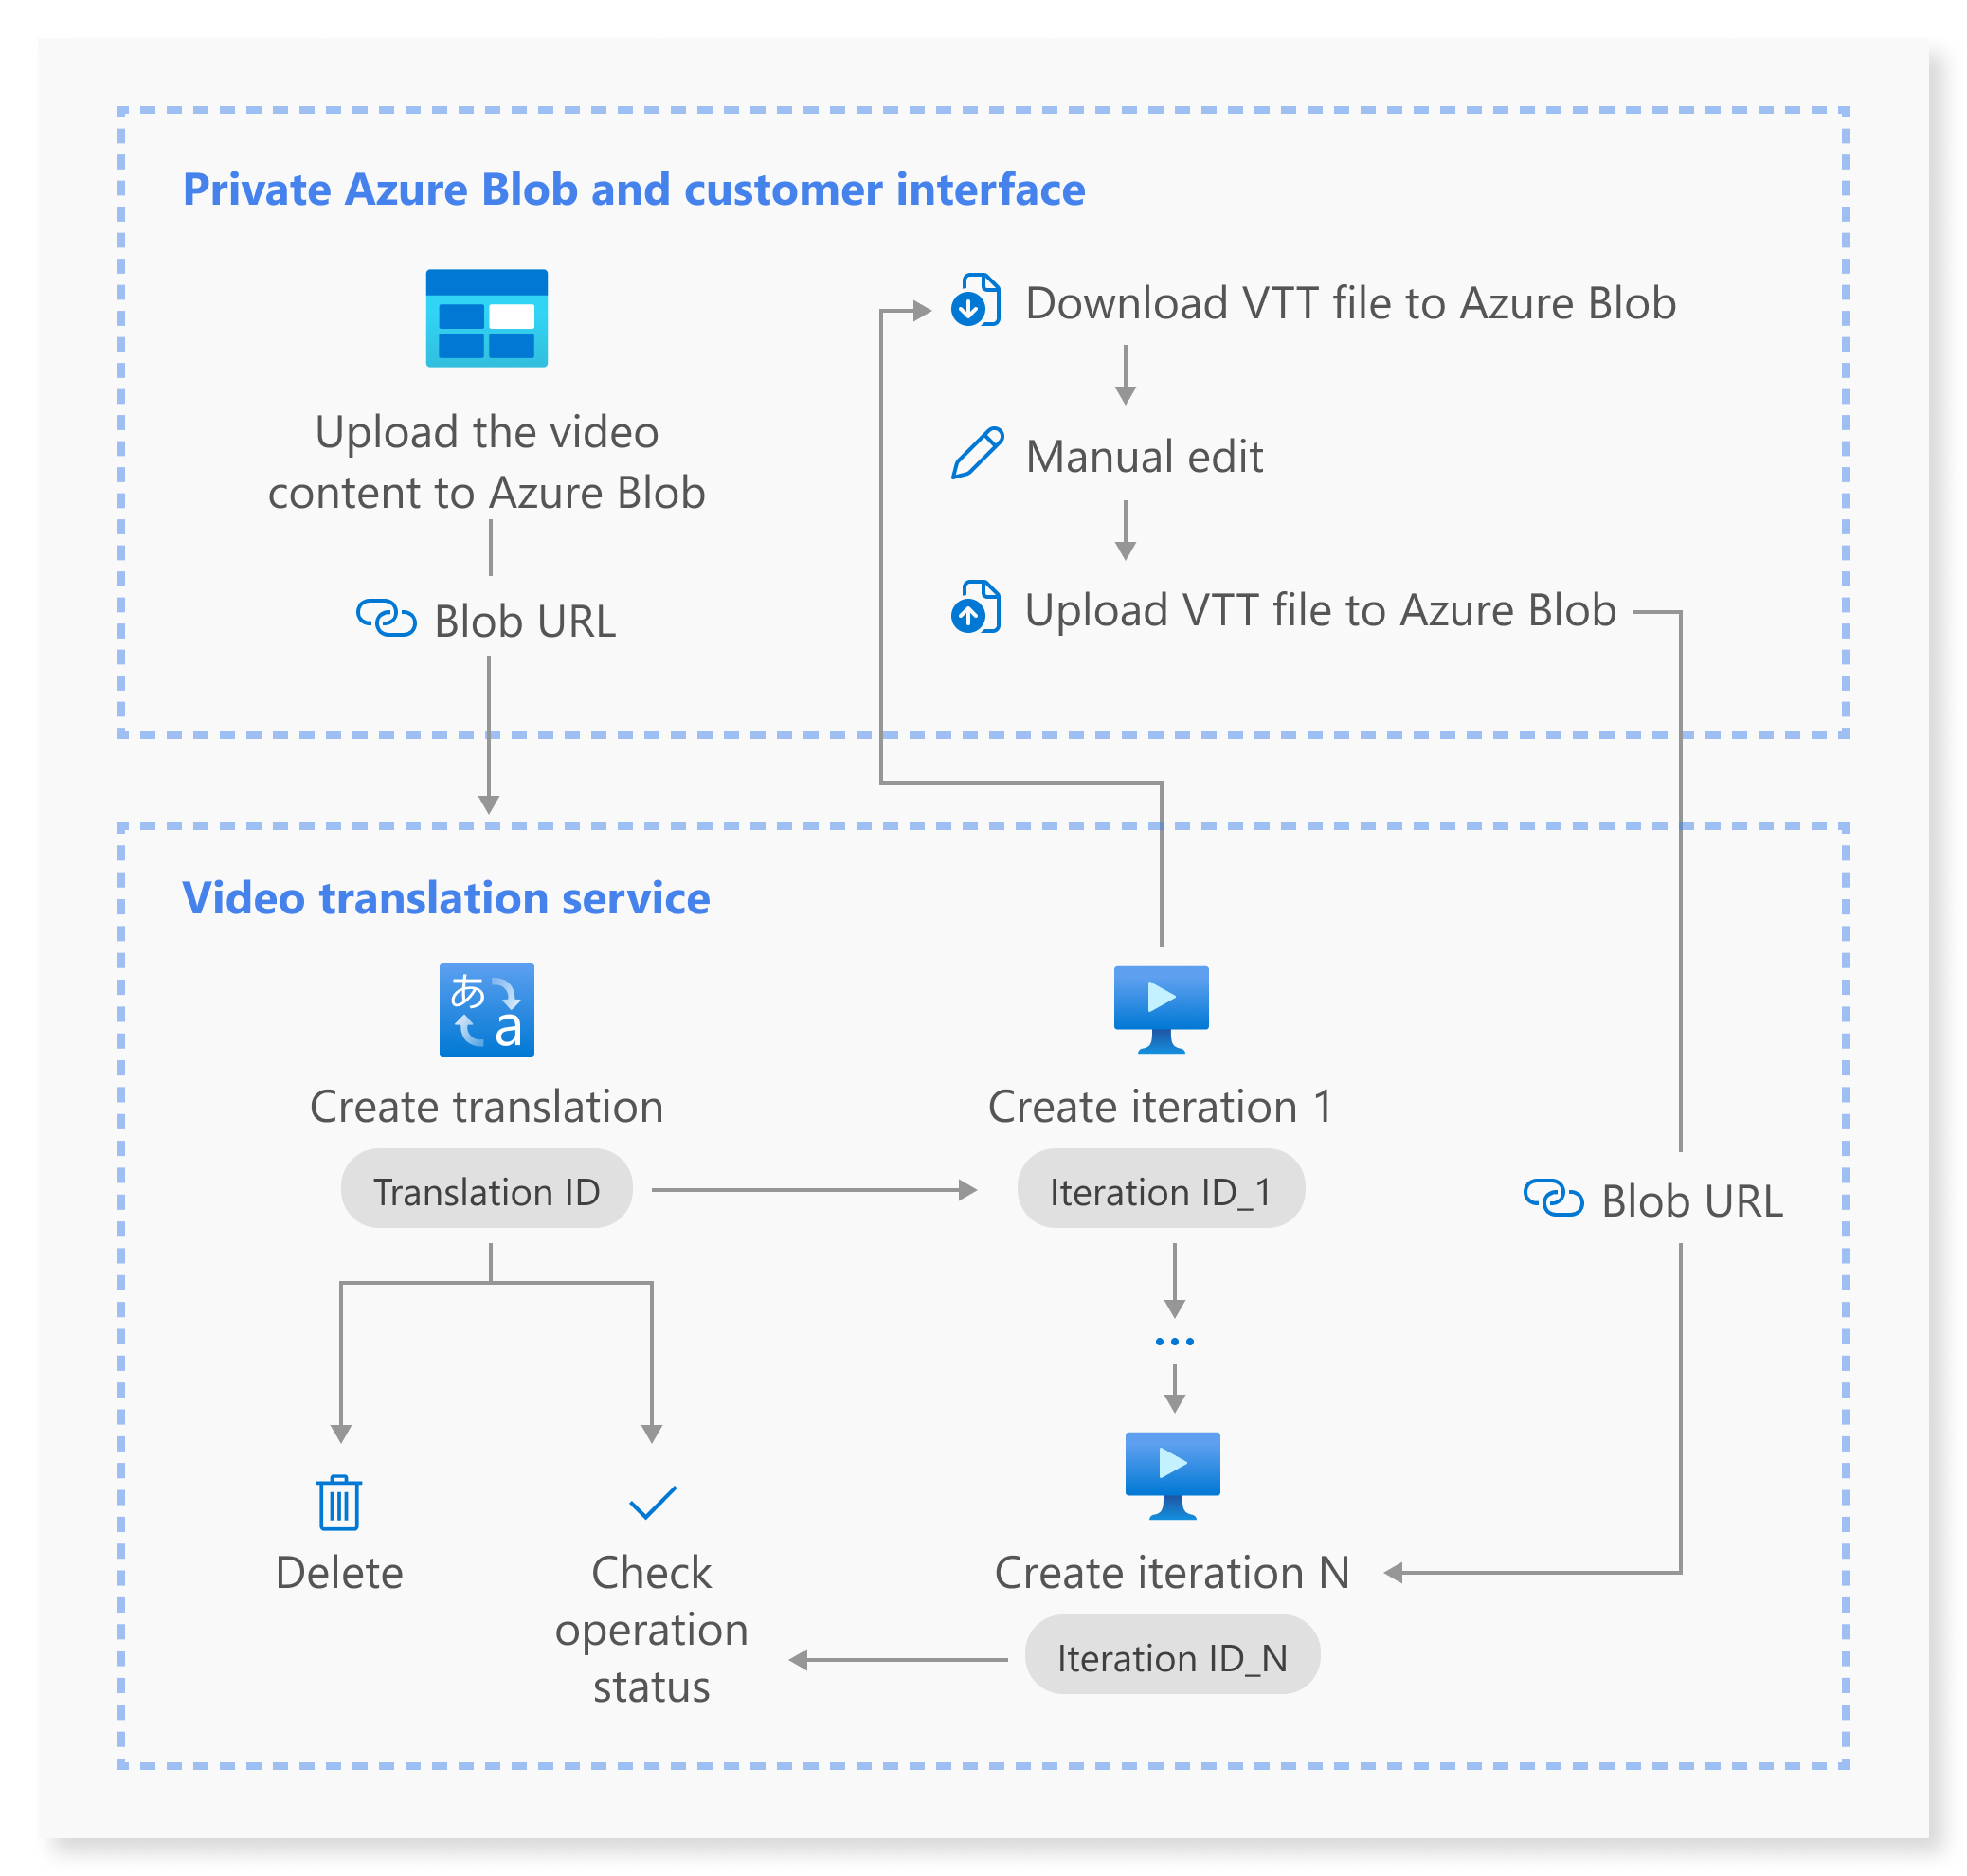 Private Azure Blob and customer interface
Upload the video
content to Azure Blob
Blob URL
Download VTT file to Azure Blob
Manual edit
Upload VTT file to Azure Blob
Video translation service
あ
a
Create translation
Translation ID
Create iteration 1
Iteration ID_1
Blob URL
...
Delete
Check
operation
status
Create iteration N
Iteration ID_N